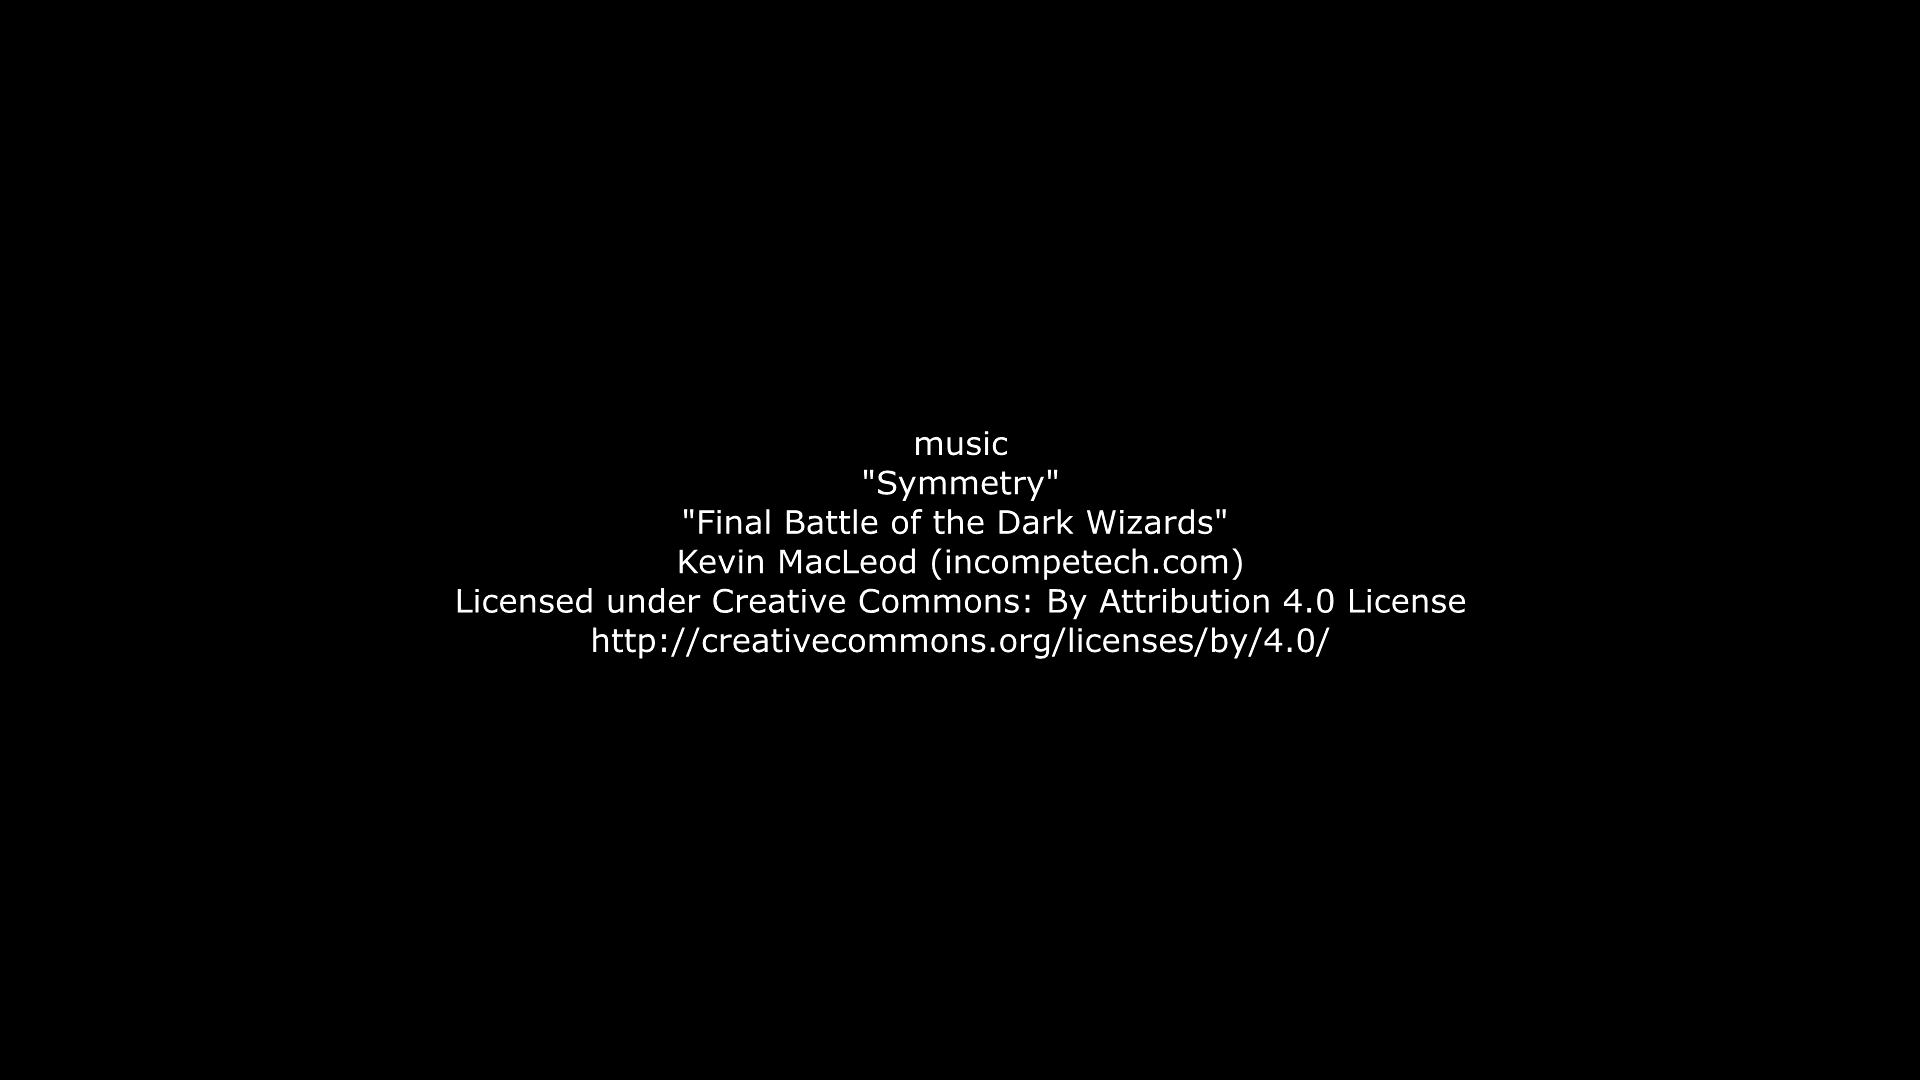 music
"Symmetry"
"Final Battle of the Dark Wizards"
Kevin MacLeod (incompetech.com)
Licensed under Creative Commons: By Attribution 4.0 License
http://creativecommons.org/licenses/by/4.0/